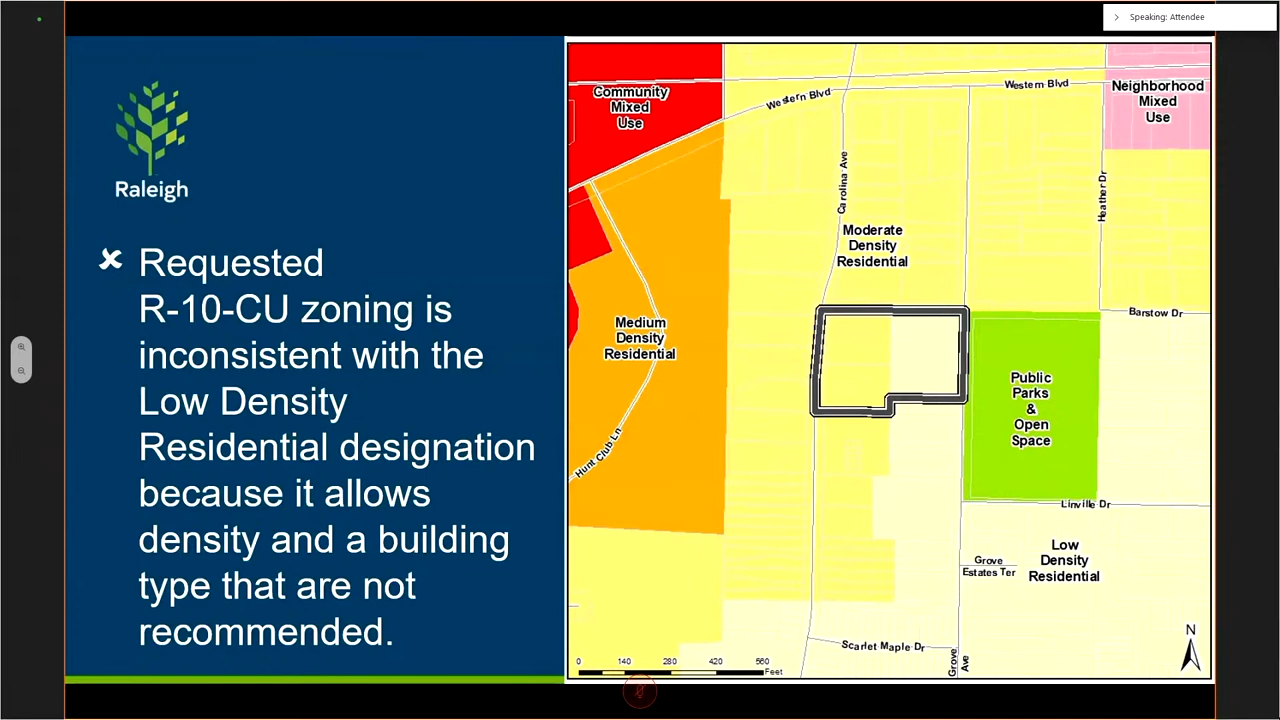 Speaking: Attendee
Raleigh
✘ Requested
R-10-CU zoning is
inconsistent with the
Low Density
Residential designation
because it allows
density and a building
type that are not
recommended.
Community
Mixed
Use
Western Blvd
Western Blvd
Neighborhood
Mixed
Use
Carolina Ave
Heather Dr
Moderate
Density
Residential
Medium
Density
Residential
Barstow Dr
Public
Parks
&
Open
Space
Hunt Club Ln
Linville Dr
Low
Density
Residential
Grove
Estates Ter
Scarlet Maple Dr
Grove
Ave
N
0 140 280 420 560
Feet